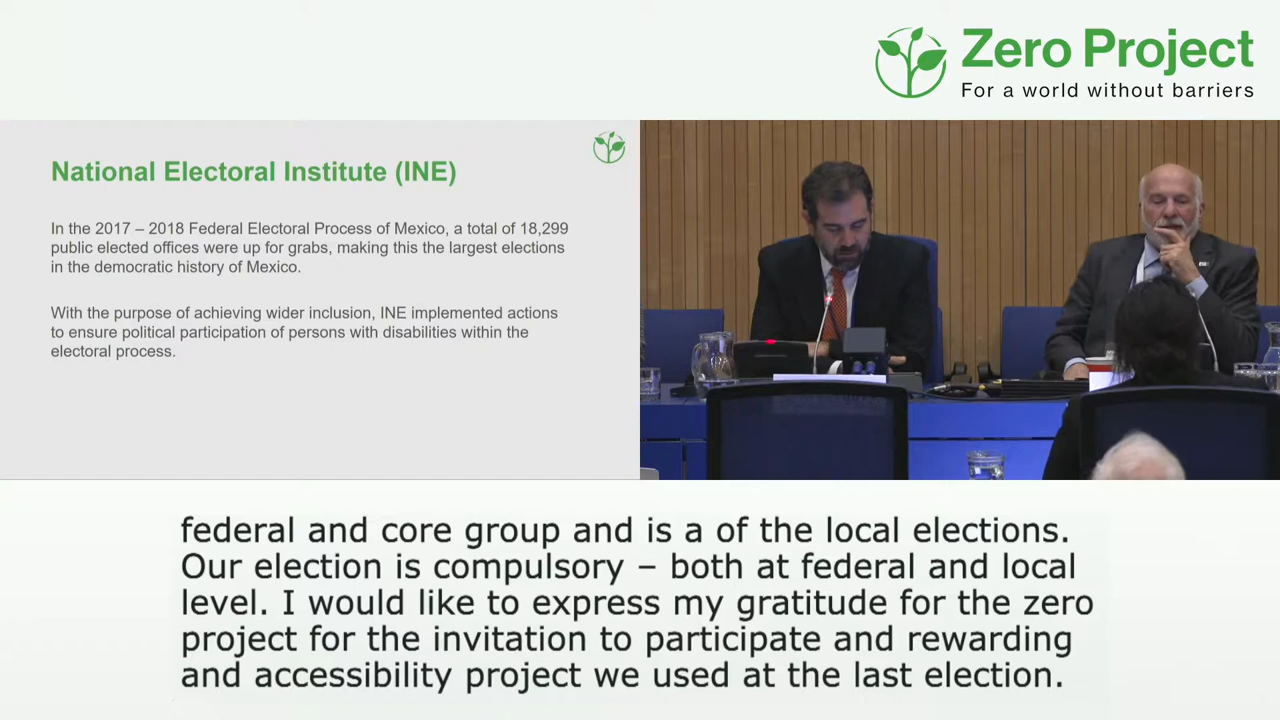 Zero Project
For a world without barriers
National Electoral Institute (INE)
In the 2017 – 2018 Federal Electoral Process of Mexico, a total of 18,299
public elected offices were up for grabs, making this the largest elections
in the democratic history of Mexico.
With the purpose of achieving wider inclusion, INE implemented actions
to ensure political participation of persons with disabilities within the
electoral process.
federal and core group and is a of the local elections.
Our election is compulsory – both at federal and local
level. I would like to express my gratitude for the zero
project for the invitation to participate and rewarding
and accessibility project we used at the last election.